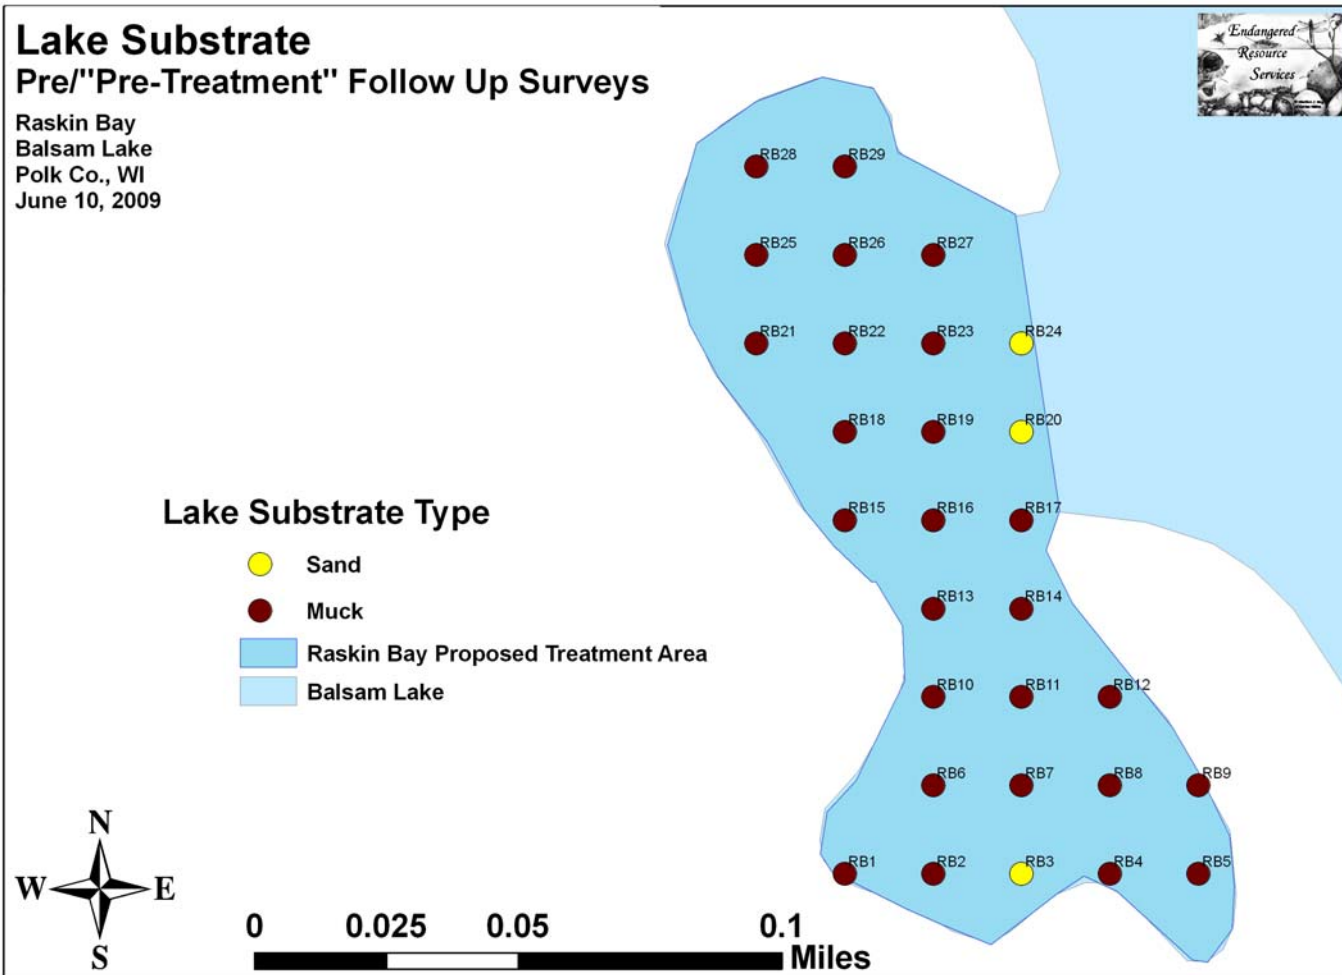 Lake Substrate
Pre/"Pre-Treatment" Follow Up Surveys
Raskin Bay
Balsam Lake
Polk Co., WI
June 10, 2009
Endangered
Resource
Services
RB28 RB29
RB25 RB26 RB27
RB21 RB22 RB23 RB24
RB18 RB19 RB20
RB15 RB16 RB17
RB13 RB14
RB10 RB11 RB12
RB6 RB7 RB8 RB9
RB1 RB2 RB3 RB4 RB5
Lake Substrate Type
Sand
Muck
Raskin Bay Proposed Treatment Area
Balsam Lake
N
W E
S
0 0.025 0.05 0.1
Miles